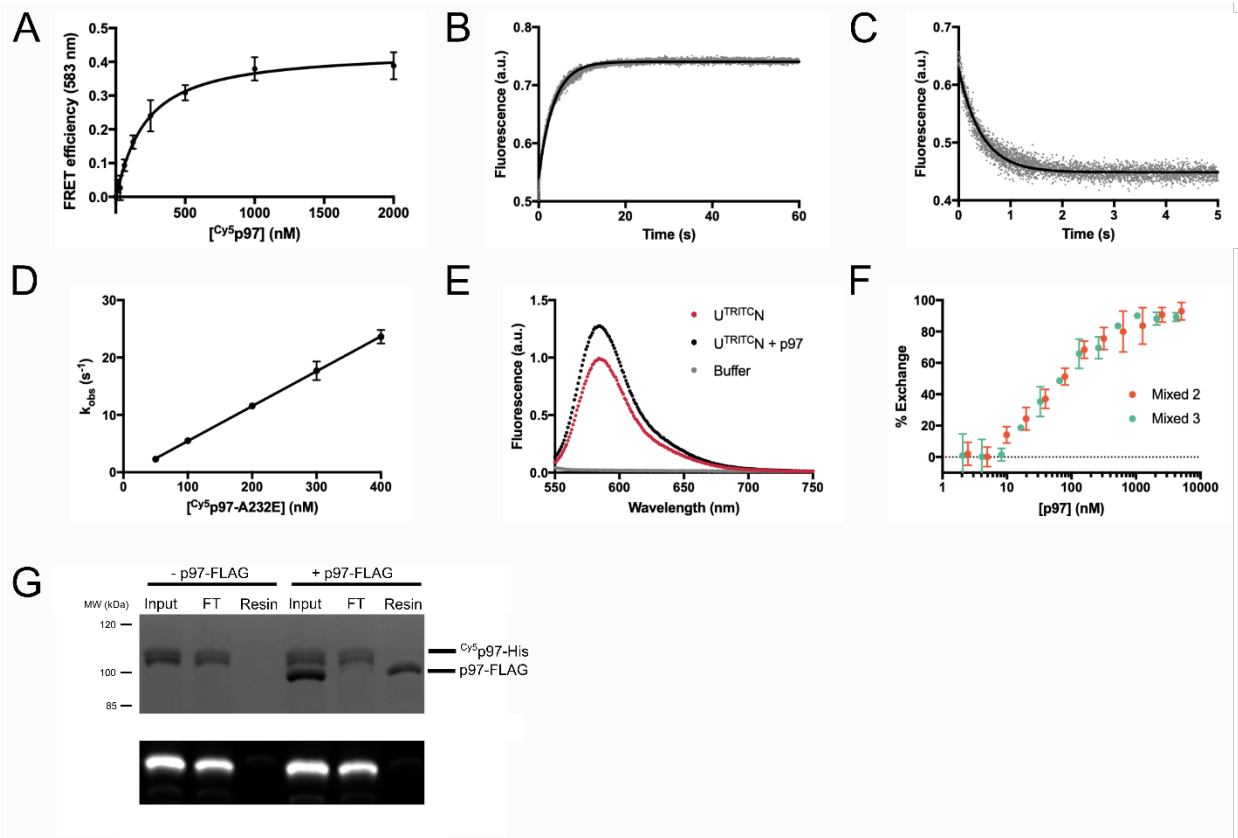 A
FRET efficiency (583 nm)
0.5
0.4
0.3
0.2
0.1
0.0
500
1000
1500
2000
[Cy5p97] (nM)
B
Fluorescence (a.u.)
0.8
0.7
0.6
0.5
0
20
40
60
Time (s)
C
Fluorescence (a.u.)
0.7
0.6
0.5
0.4
0
1
2
3
4
5
Time (s)
D
kobs (s-1)
30
20
10
0
0
100
200
300
400
[Cy5p97-A232E] (nM)
E
Fluorescence (a.u.)
1.5
1.0
0.5
0.0
550
600
650
700
750
Wavelength (nm)
UTRITCN
UTRITCN + p97
Buffer
F
% Exchange
100
80
60
40
20
0
1
10
100
1000
10000
[p97] (nM)
Mixed 2
Mixed 3
G
- p97-FLAG
+ p97-FLAG
MW (kDa)
Input
FT
Resin
Input
FT
Resin
120
100
85
Cy5p97-His
p97-FLAG